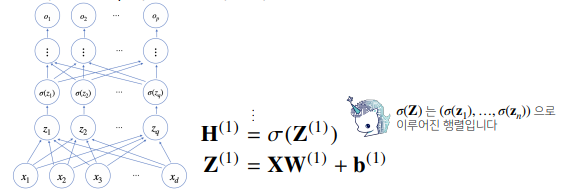 o₁ o₂ ... oₚ
⋮ ⋮ ⋮
σ(z₁) σ(z₂) ... σ(z_q)
z₁ z₂ ... z_q
x₁ x₂ x₃ ... x_d
⋮
H⁽¹⁾ = σ(Z⁽¹⁾)
Z⁽¹⁾ = XW⁽¹⁾ + b⁽¹⁾
σ(Z) 는 (σ(z₁),…,σ(zₙ)) 으로
이루어진 행렬입니다